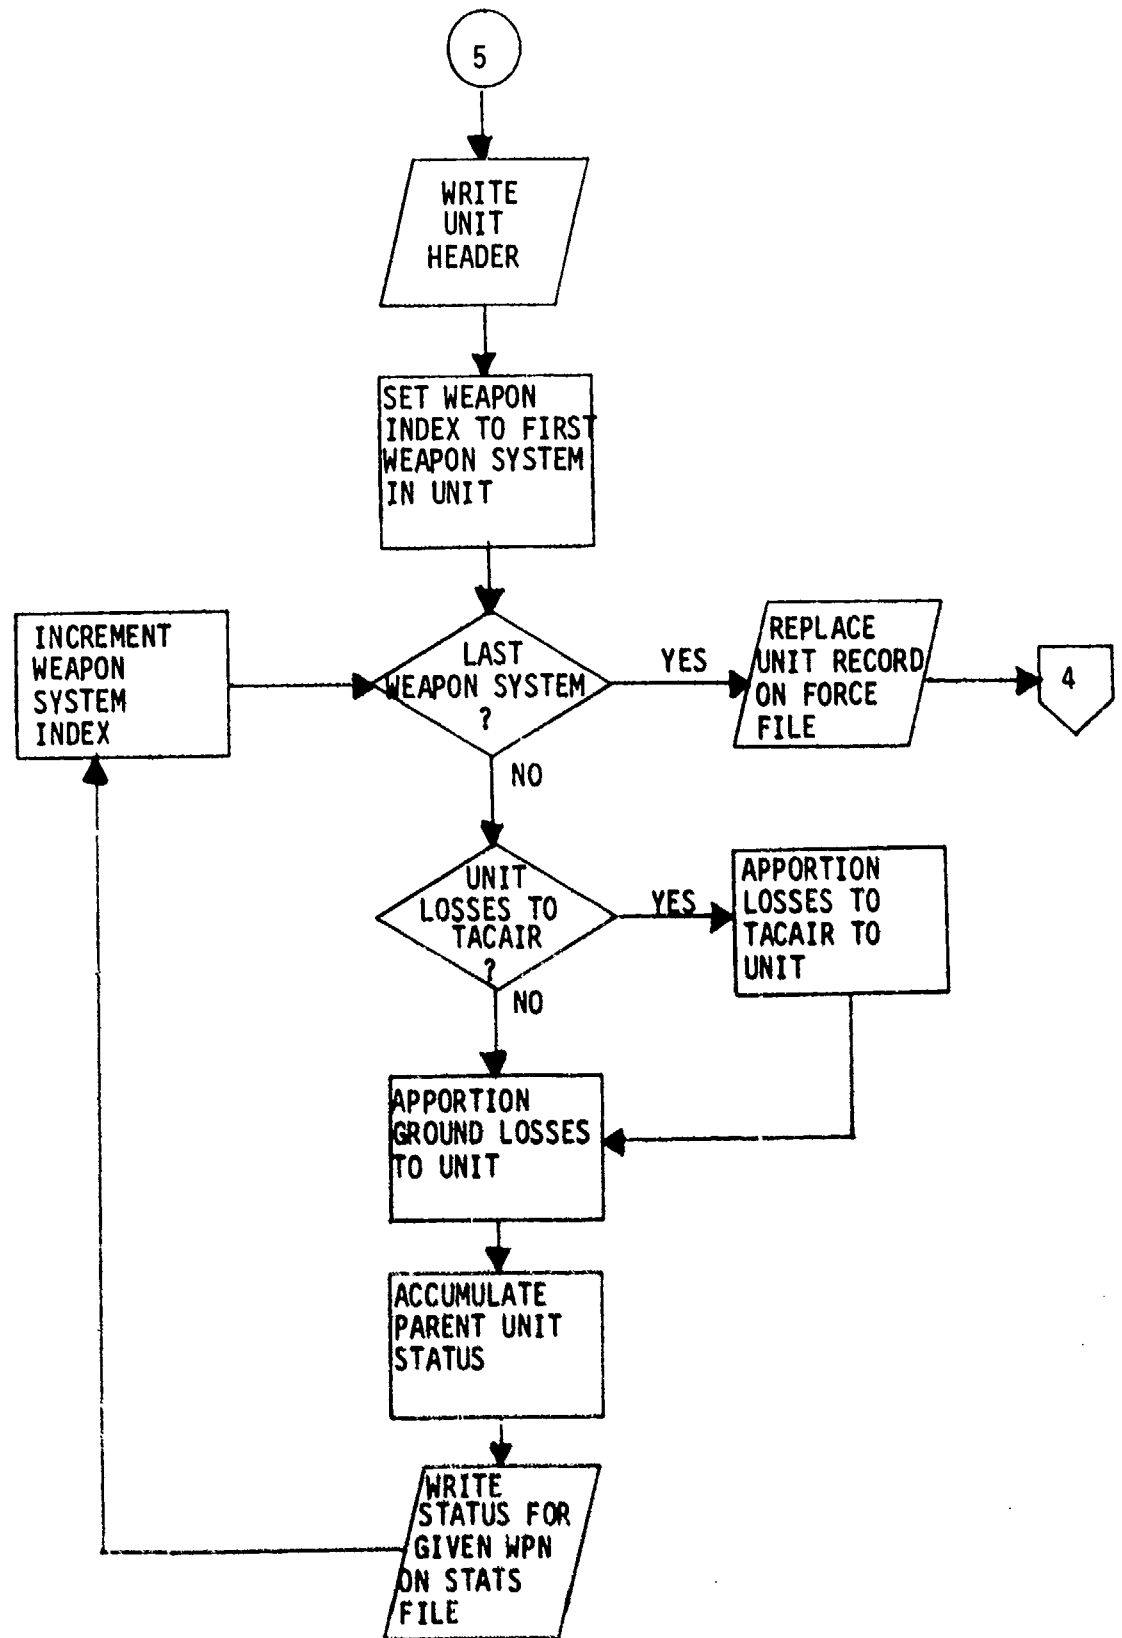 5
WRITE
UNIT
HEADER
SET WEAPON
INDEX TO FIRST
WEAPON SYSTEM
IN UNIT
INCREMENT
WEAPON
SYSTEM
INDEX
LAST
WEAPON SYSTEM
?
YES
REPLACE
UNIT RECORD
ON FORCE
FILE
4
NO
UNIT
LOSSES TO
TACAIR
?
YES
APPORTION
LOSSES TO
TACAIR TO
UNIT
NO
APPORTION
GROUND LOSSES
TO UNIT
ACCUMULATE
PARENT UNIT
STATUS
WRITE
STATUS FOR
GIVEN WPN
ON STATS
FILE